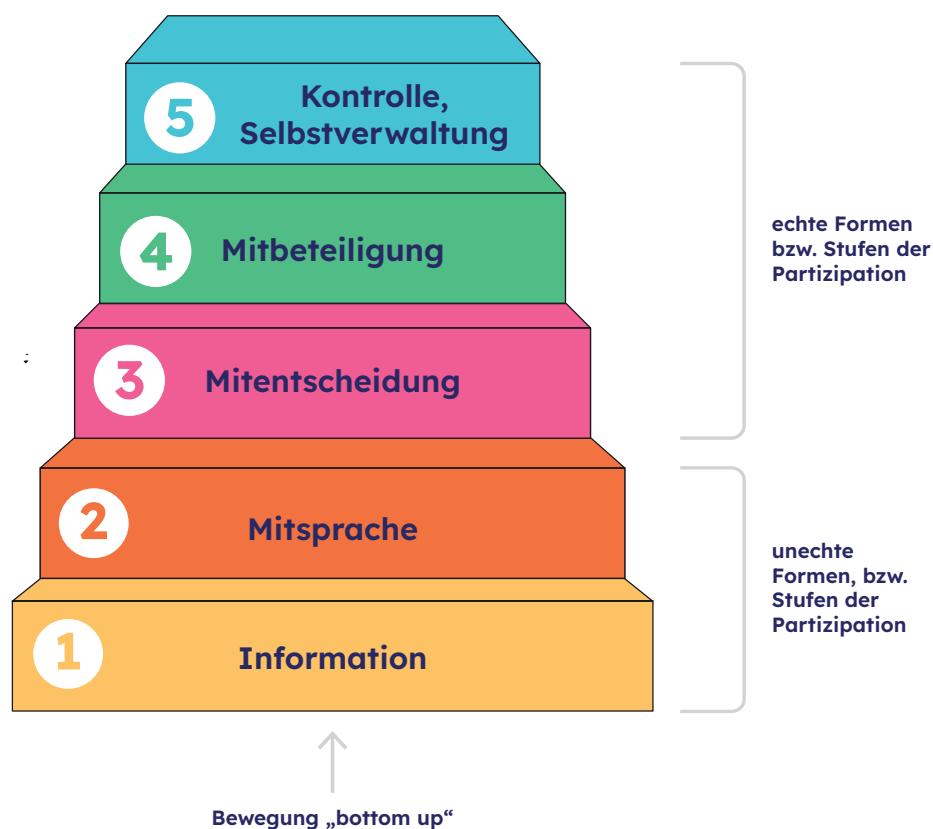 5
Kontrolle,
Selbstverwaltung
4
Mitbeteiligung
echte Formen
bzw. Stufen der
Partizipation
3
Mitentscheidung
2
Mitsprache
unechte
Formen, bzw.
Stufen der
Partizipation
1
Information
Bewegung „bottom up“